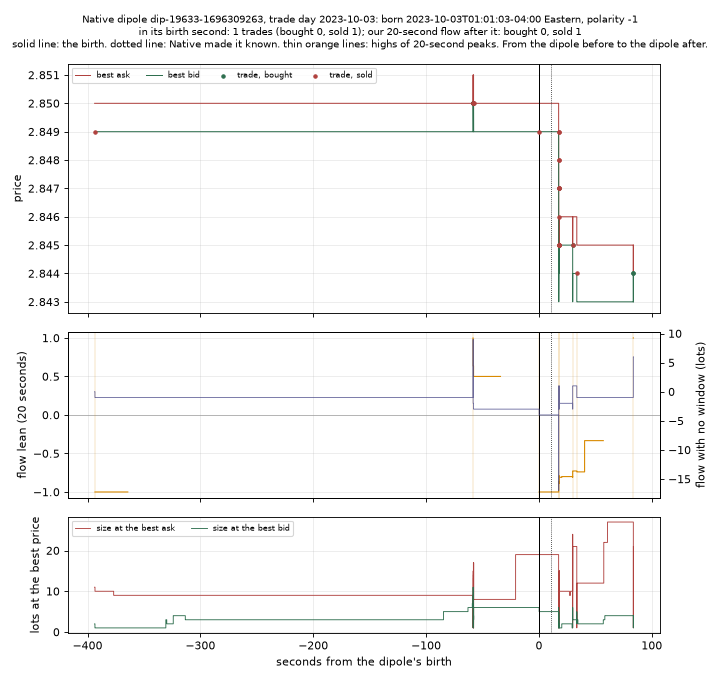 Native dipole dip-19633-1696309263, trade day 2023-10-03: born 2023-10-03T01:01:03-04:00 Eastern, polarity -1
in its birth second: 1 trades (bought 0, sold 1); our 20-second flow after it: bought 0, sold 1
solid line: the birth. dotted line: Native made it known. thin orange lines: highs of 20-second peaks. From the dipole before to the dipole after.
best ask
best bid
trade, bought
trade, sold
2.851
2.850
2.849
2.848
2.847
2.846
2.845
2.844
2.843
price
1.0
0.5
0.0
−0.5
−1.0
flow lean (20 seconds)
10
5
0
−5
−10
−15
flow with no window (lots)
size at the best ask
size at the best bid
20
10
0
lots at the best price
−400
−300
−200
−100
0
100
seconds from the dipole's birth